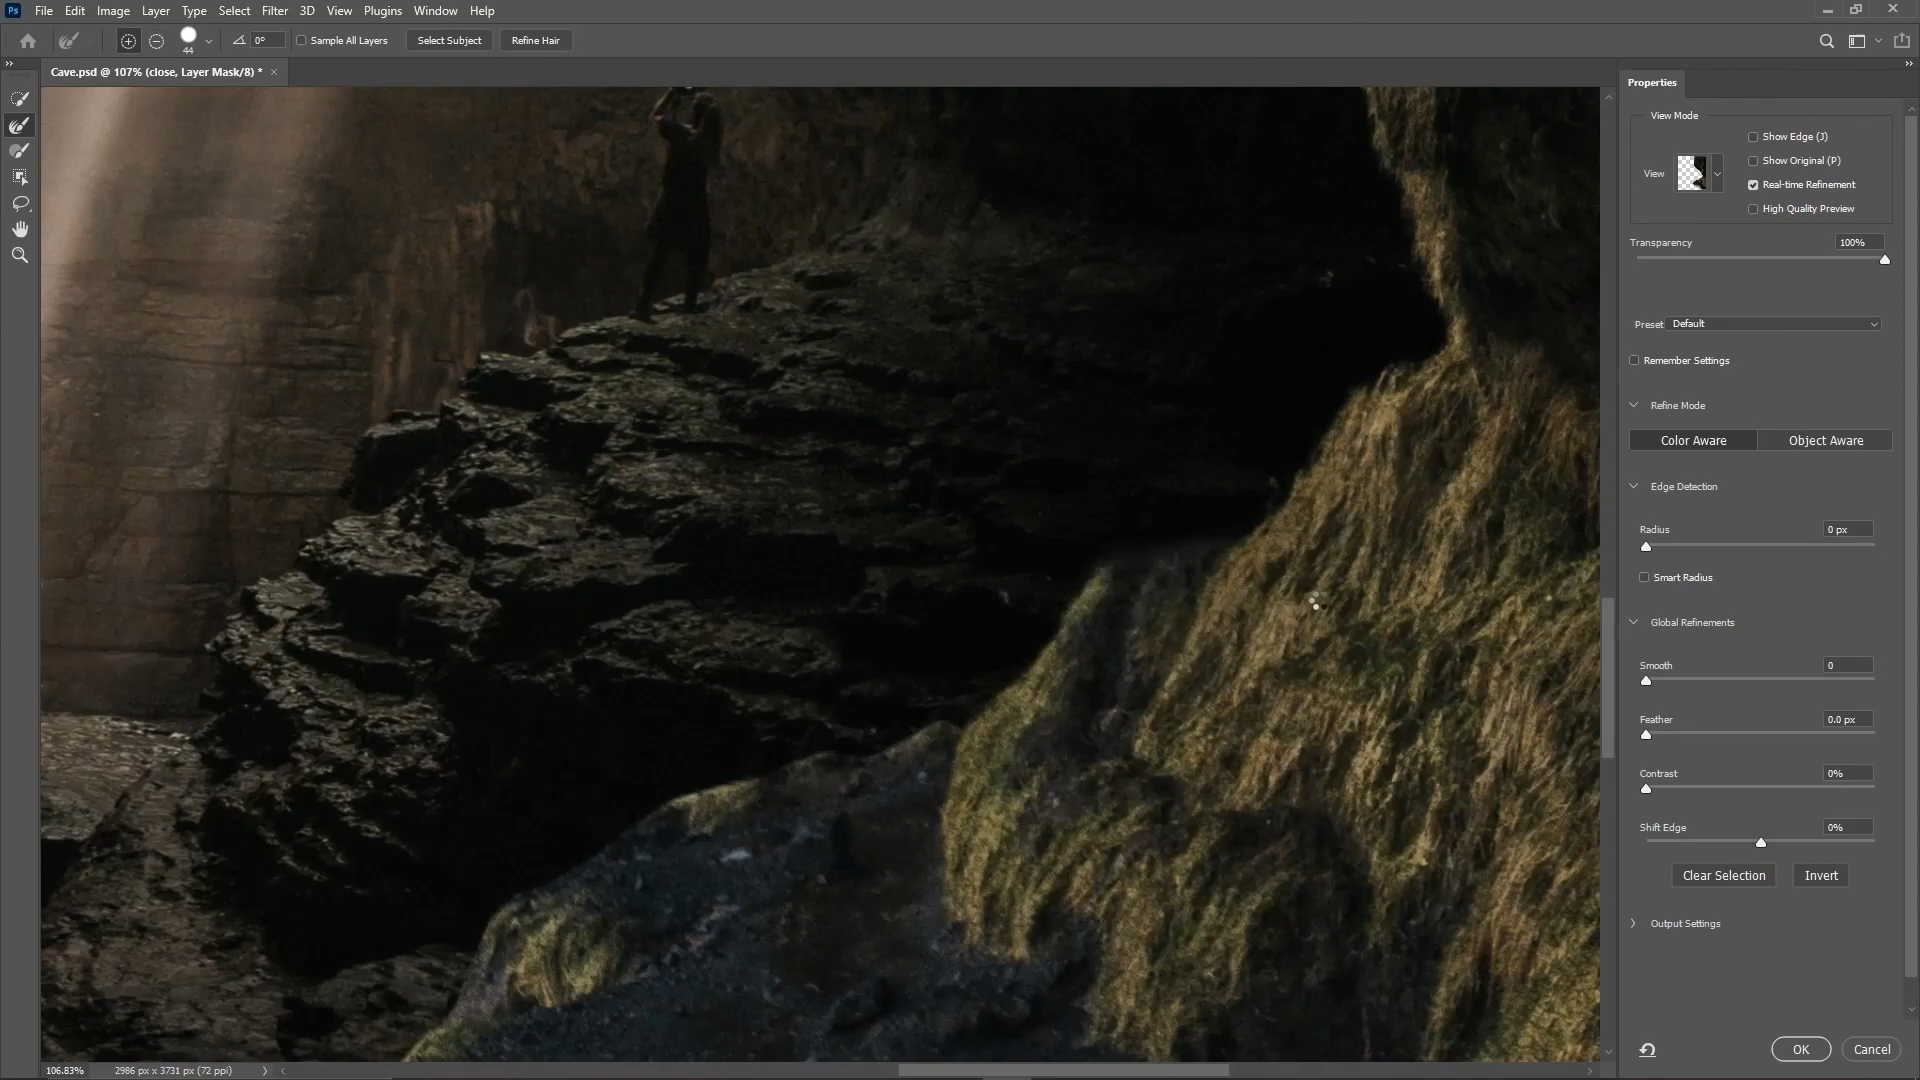 Ps File Edit Image Layer Type Select Filter 3D View Plugins Window Help
44 0° Sample All Layers Select Subject Refine Hair
Cave.psd @ 107% (close, Layer Mask/8) * ×
Properties
View Mode
Show Edge (J)
Show Original (P)
View
Real-time Refinement
High Quality Preview
Transparency 100%
Preset Default
Remember Settings
Refine Mode
Color Aware Object Aware
Edge Detection
Radius 0 px
Smart Radius
Global Refinements
Smooth 0
Feather 0.0 px
Contrast 0%
Shift Edge 0%
Clear Selection Invert
Output Settings
OK Cancel
106.83% 2986 px x 3731 px (72 ppi)